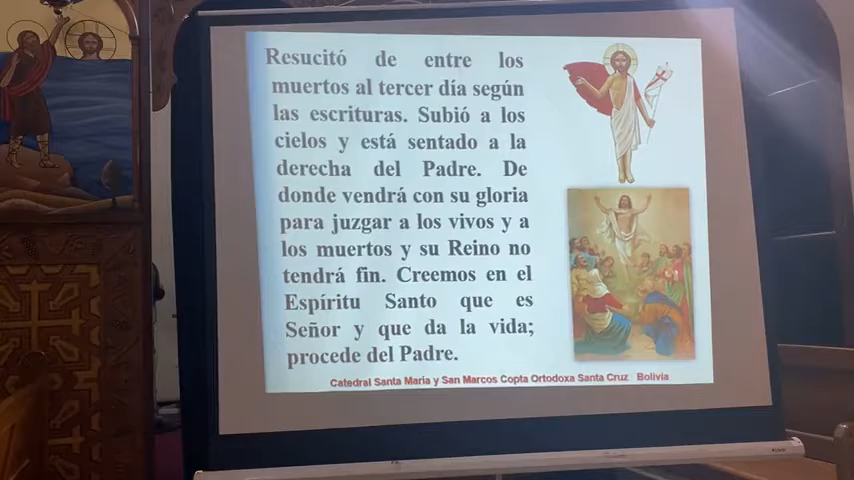 Resucitó de entre los
muertos al tercer día según
las escrituras. Subió a los
cielos y está sentado a la
derecha del Padre. De
donde vendrá con su gloria
para juzgar a los vivos y a
los muertos y su Reino no
tendrá fin. Creemos en el
Espíritu Santo que es
Señor y que da la vida;
procede del Padre.
Catedral Santa María y San Marcos Copta Ortodoxa Santa Cruz Bolivia